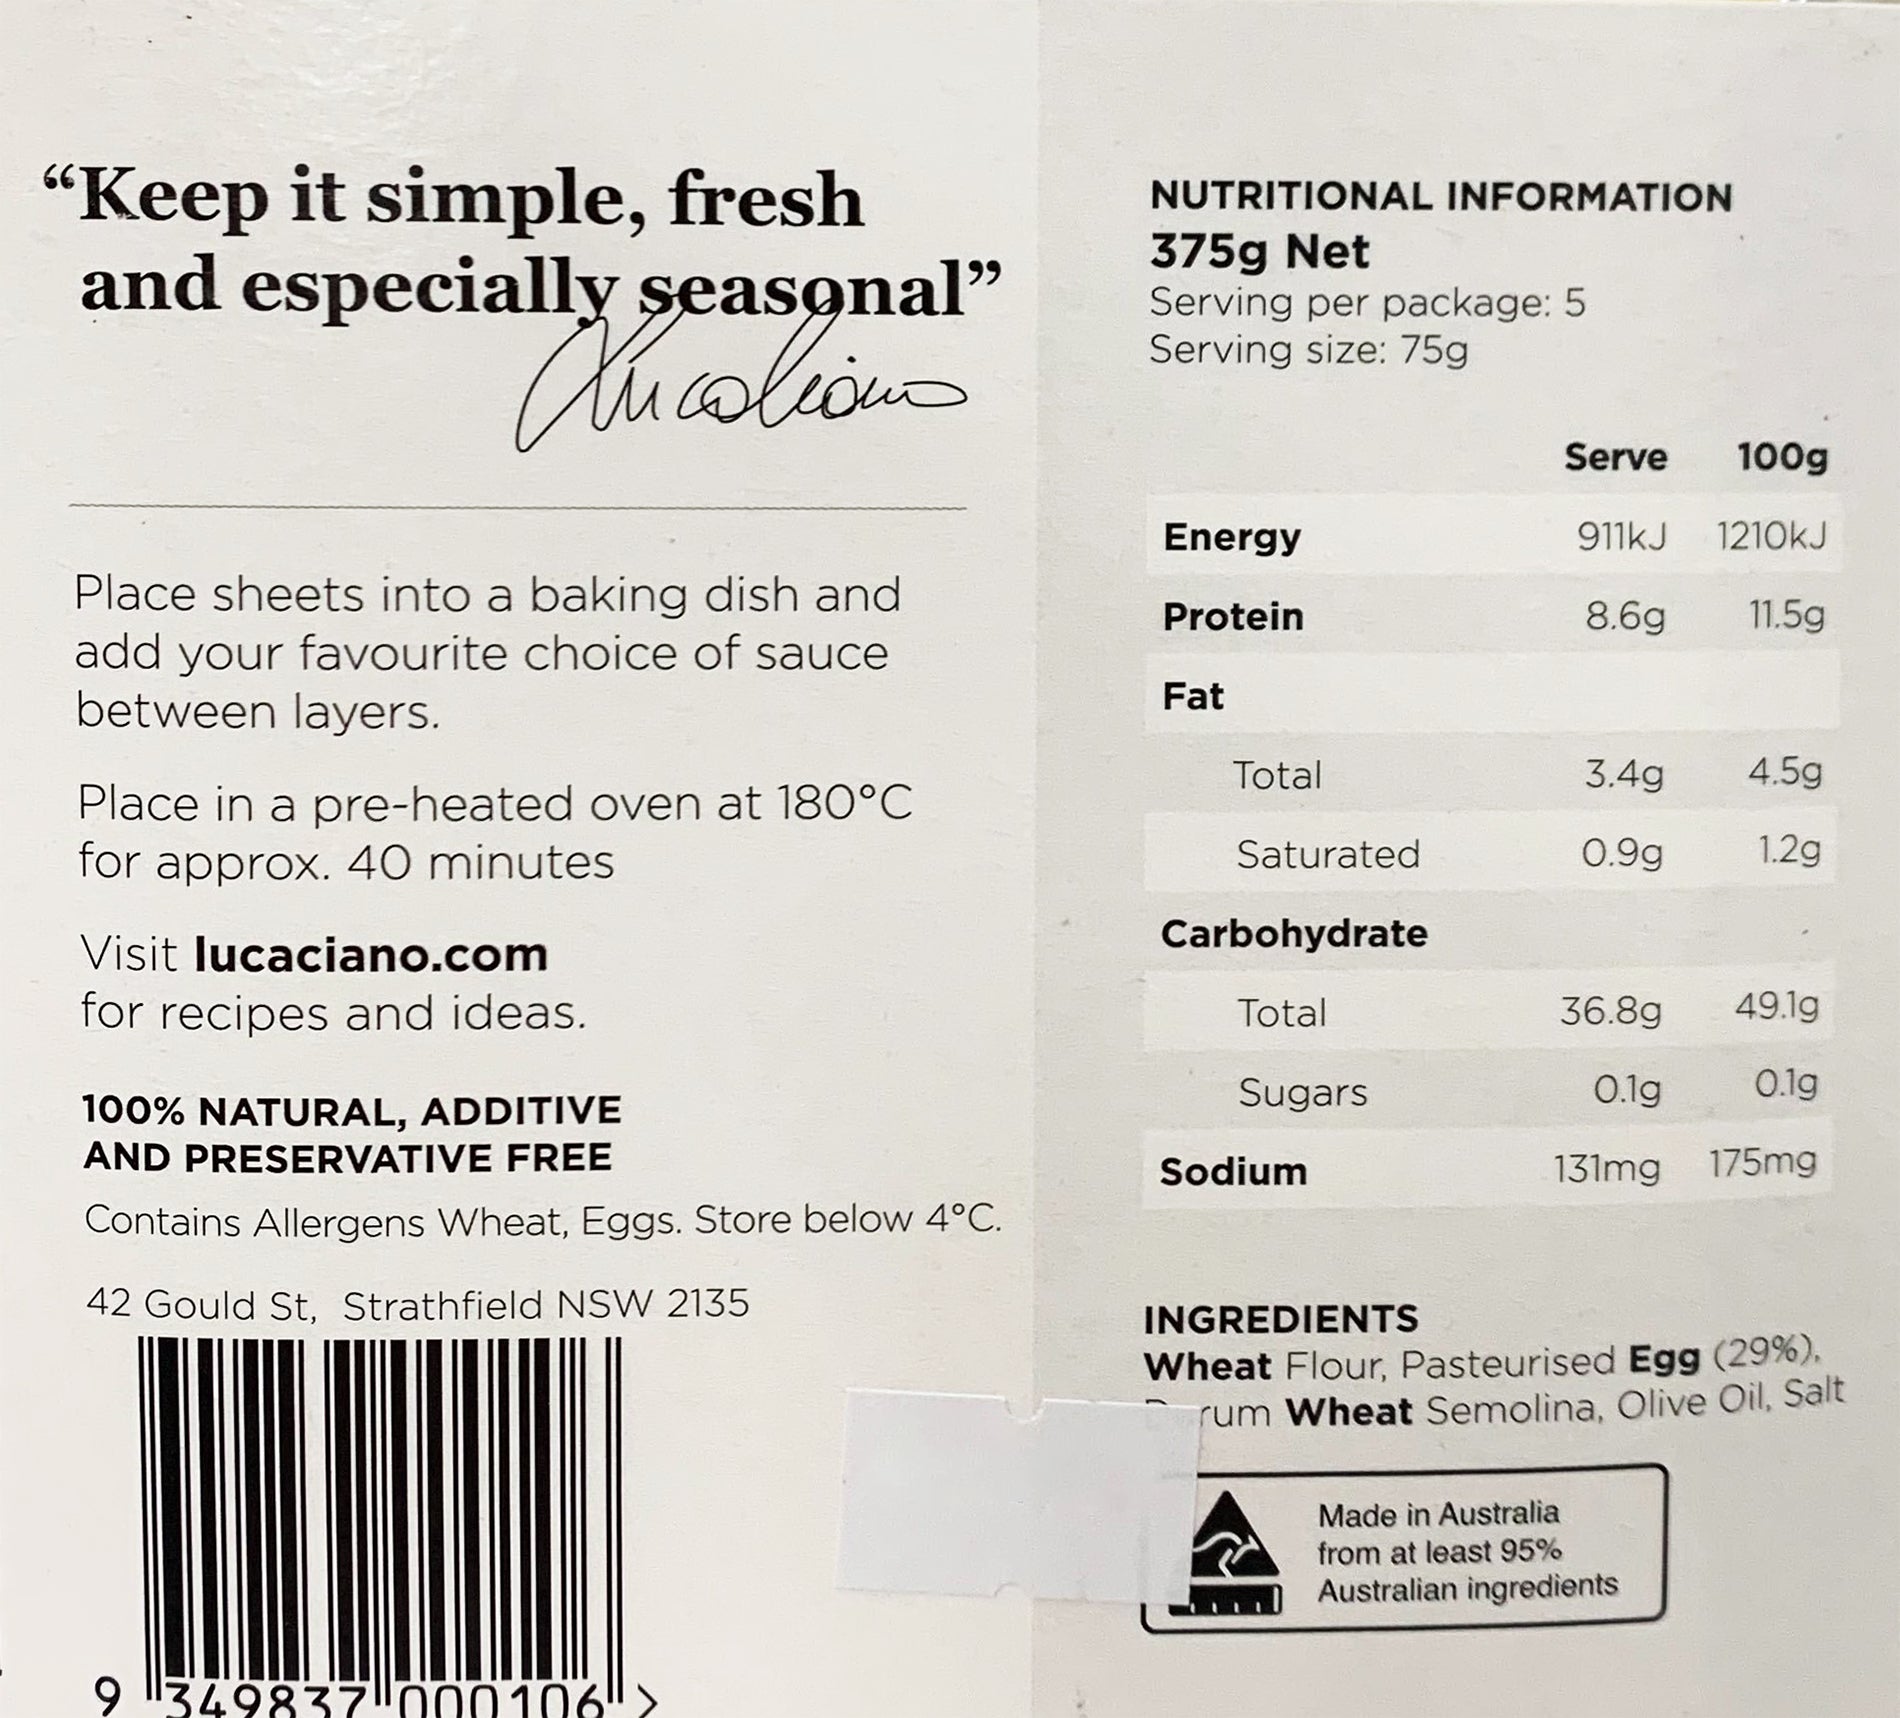 “Keep it simple, fresh
and especially seasonal”
Place sheets into a baking dish and
add your favourite choice of sauce
between layers.
Place in a pre-heated oven at 180°C
for approx. 40 minutes
Visit lucaciano.com
for recipes and ideas.
100% NATURAL, ADDITIVE
AND PRESERVATIVE FREE
Contains Allergens Wheat, Eggs. Store below 4°C.
42 Gould St, Strathfield NSW 2135
9 349837 000106 >
NUTRITIONAL INFORMATION
375g Net
Serving per package: 5
Serving size: 75g
Serve 100g
Energy 911kJ 1210kJ
Protein 8.6g 11.5g
Fat
Total 3.4g 4.5g
Saturated 0.9g 1.2g
Carbohydrate
Total 36.8g 49.1g
Sugars 0.1g 0.1g
Sodium 131mg 175mg
INGREDIENTS
Wheat Flour, Pasteurised Egg (29%),
Wheat Semolina, Olive Oil, Salt
Made in Australia
from at least 95%
Australian ingredients